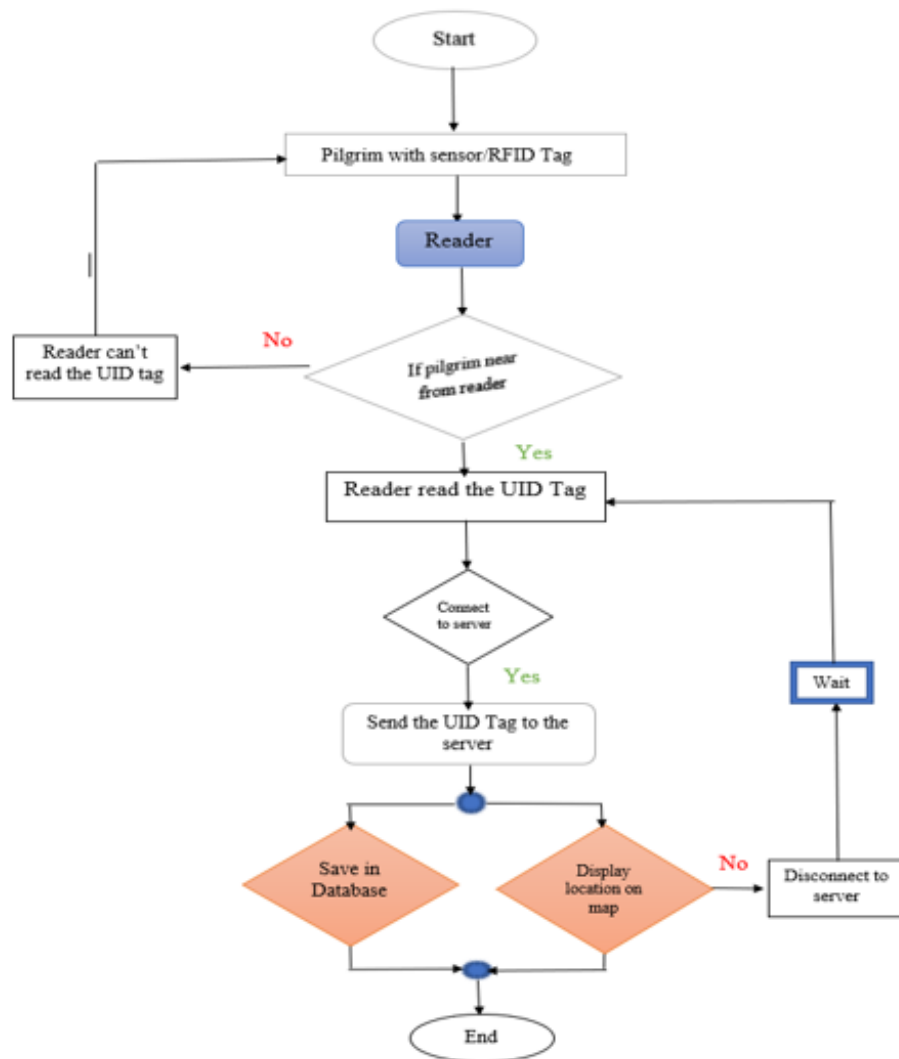 Start
Pilgrim with sensor/RFID Tag
Reader
No
Reader can't
read the UID tag
If pilgrim near
from reader
Yes
Reader read the UID Tag
Connect
to server
Yes
Wait
Send the UID Tag to the
server
Save in
Database
Display
location on
map
No
Disconnect to
server
End